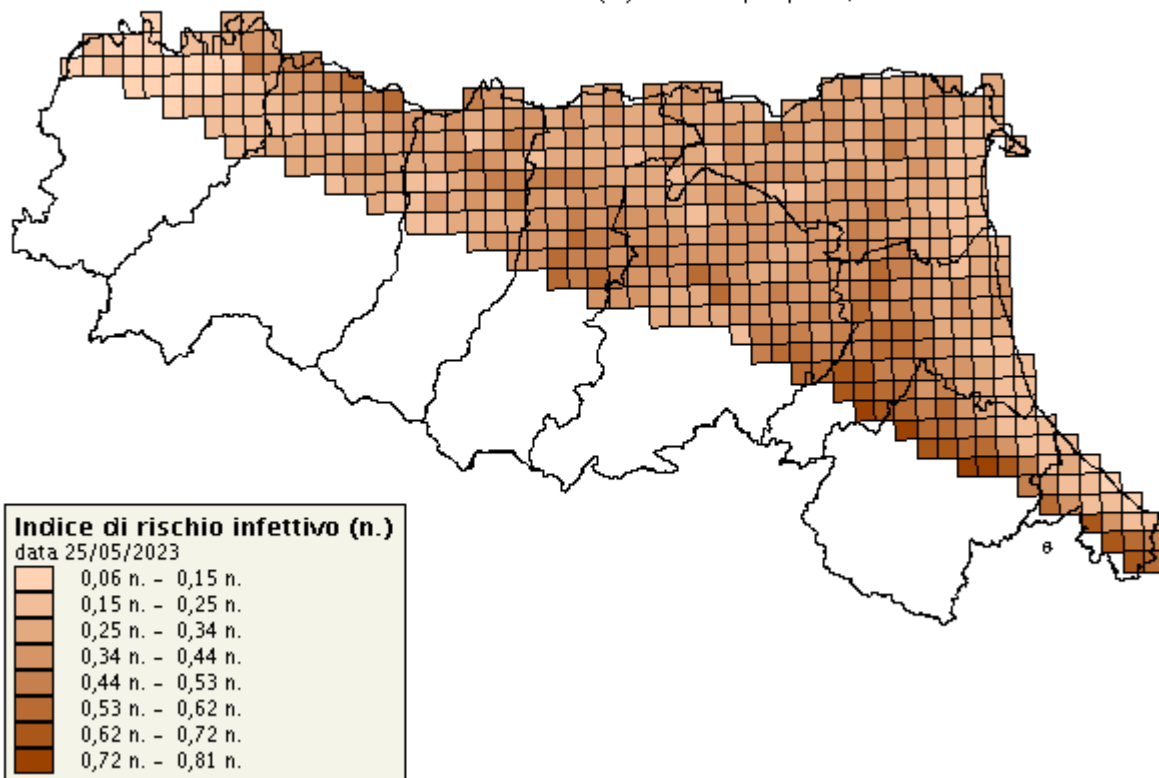 Indice di rischio infettivo (n.)
data 25/05/2023
0,06 n. - 0,15 n.
0,15 n. - 0,25 n.
0,25 n. - 0,34 n.
0,34 n. - 0,44 n.
0,44 n. - 0,53 n.
0,53 n. - 0,62 n.
0,62 n. - 0,72 n.
0,72 n. - 0,81 n.